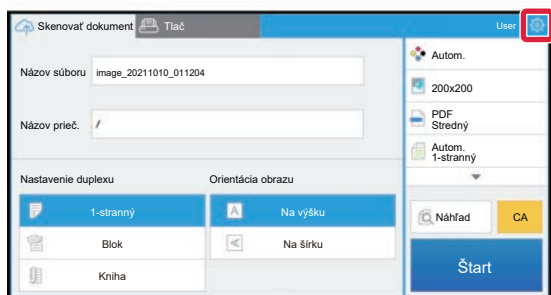 Skenovať dokument
Tlač
User
Názov súboru
image_20211010_011204
Názov prieč.
/
Nastavenie duplexu
Orientácia obrazu
1-stranný
Blok
Kniha
A
Na výšku
Na šírku
Autom.
200x200
PDF
Stredný
Autom.
1-stranný
Náhľad
CA
Štart